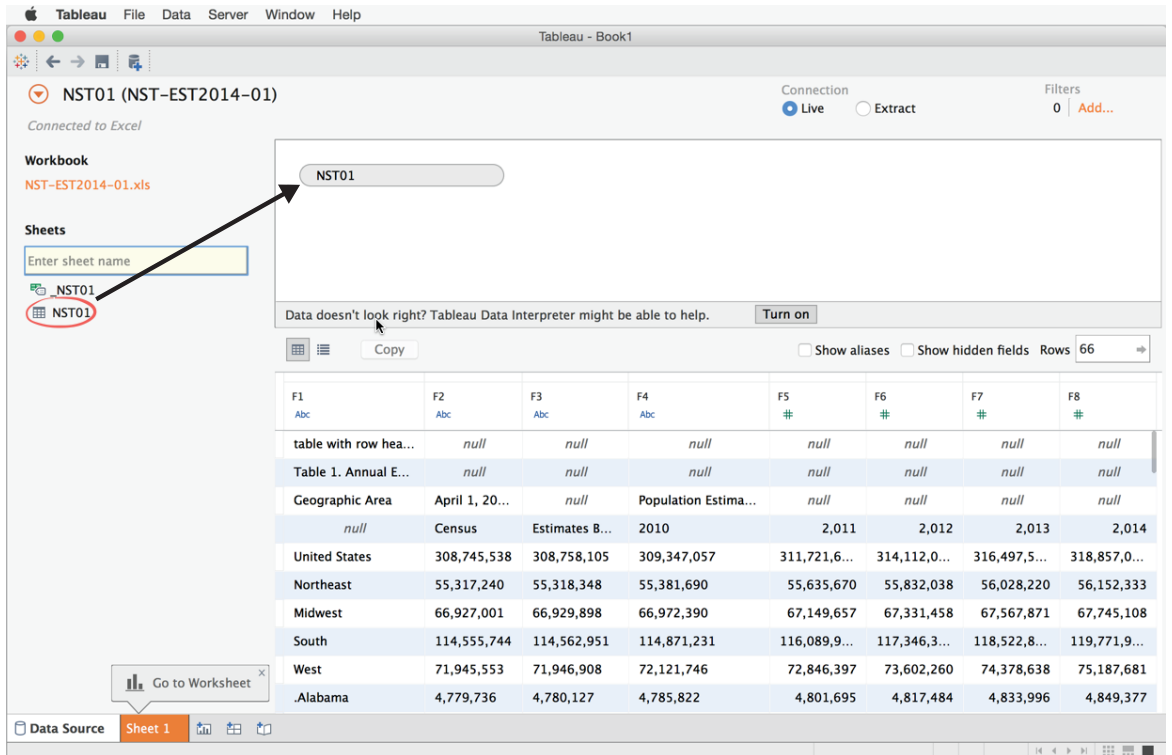 Tableau File Data Server Window Help
Tableau - Book1
NST01 (NST-EST2014-01)
Connection
Filters
Live Extract
0 Add...
Connected to Excel
Workbook
NST-EST2014-01.xls
NST01
Sheets
Enter sheet name
_NST01
NST01
Data doesn't look right? Tableau Data Interpreter might be able to help. Turn on
Copy Show aliases Show hidden fields Rows 66
F1 F2 F3 F4 F5 F6 F7 F8
Abc Abc Abc Abc # # # #
table with row hea... null null null null null null null
Table 1. Annual E... null null null null null null null
Geographic Area April 1, 20... null Population Estima... null null null null
null Census Estimates B... 2010 2,011 2,012 2,013 2,014
United States 308,745,538 308,758,105 309,347,057 311,721,6... 314,112,0... 316,497,5... 318,857,0...
Northeast 55,317,240 55,318,348 55,381,690 55,635,670 55,832,038 56,028,220 56,152,333
Midwest 66,927,001 66,929,898 66,972,390 67,149,657 67,331,458 67,567,871 67,745,108
South 114,555,744 114,562,951 114,871,231 116,089,9... 117,346,3... 118,522,8... 119,771,9...
West 71,945,553 71,946,908 72,121,746 72,846,397 73,602,260 74,378,638 75,187,681
.Alabama 4,779,736 4,780,127 4,785,822 4,801,695 4,817,484 4,833,996 4,849,377
Go to Worksheet x
Data Source Sheet 1